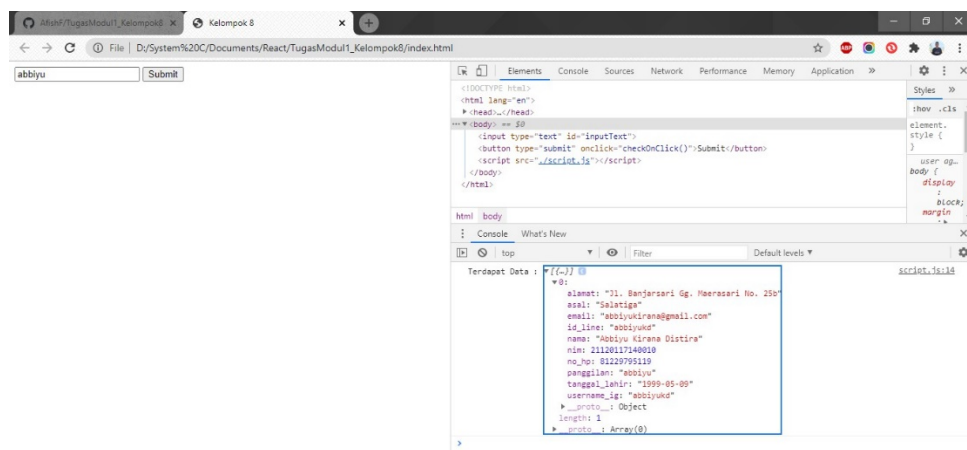 AfishF/TugasModul1_Kelompok8
Kelompok 8
File | D:/System%20C/Documents/React/TugasModul1_Kelompok8/index.html
ABP
abbiyu Submit
Elements Console Sources Network Performance Memory Application »
<!DOCTYPE html>
<html lang="en">
<head>…</head>
<body> == $0
<input type="text" id="inputText">
<button type="submit" onclick="checkOnClick()">Submit</button>
<script src="./script.js"></script>
</body>
</html>
html body
Styles »
:hov .cls
element.
style {
}
user ag…
body {
display
:
block;
margin
Console What's New
top Filter Default levels ▼
Terdapat Data : ▼[{…}] script.js:14
▼0:
alamat: "Jl. Banjarsari Gg. Maerasari No. 25b"
asal: "Salatiga"
email: "abbiyukirana@gmail.com"
id_line: "abbiyukd"
nama: "Abbiyu Kirana Distira"
nim: 21120117140010
no_hp: 81229795119
panggilan: "abbiyu"
tanggal_lahir: "1999-05-09"
username_ig: "abbiyukd"
▶ __proto__: Object
length: 1
▶ __proto__: Array(0)
>